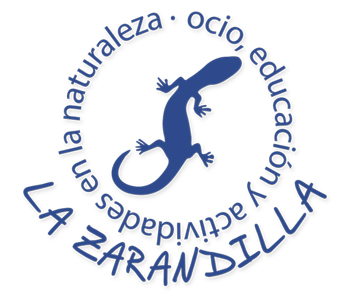 ocio, educación y actividades en la naturaleza ·
LA ZARANDILLA